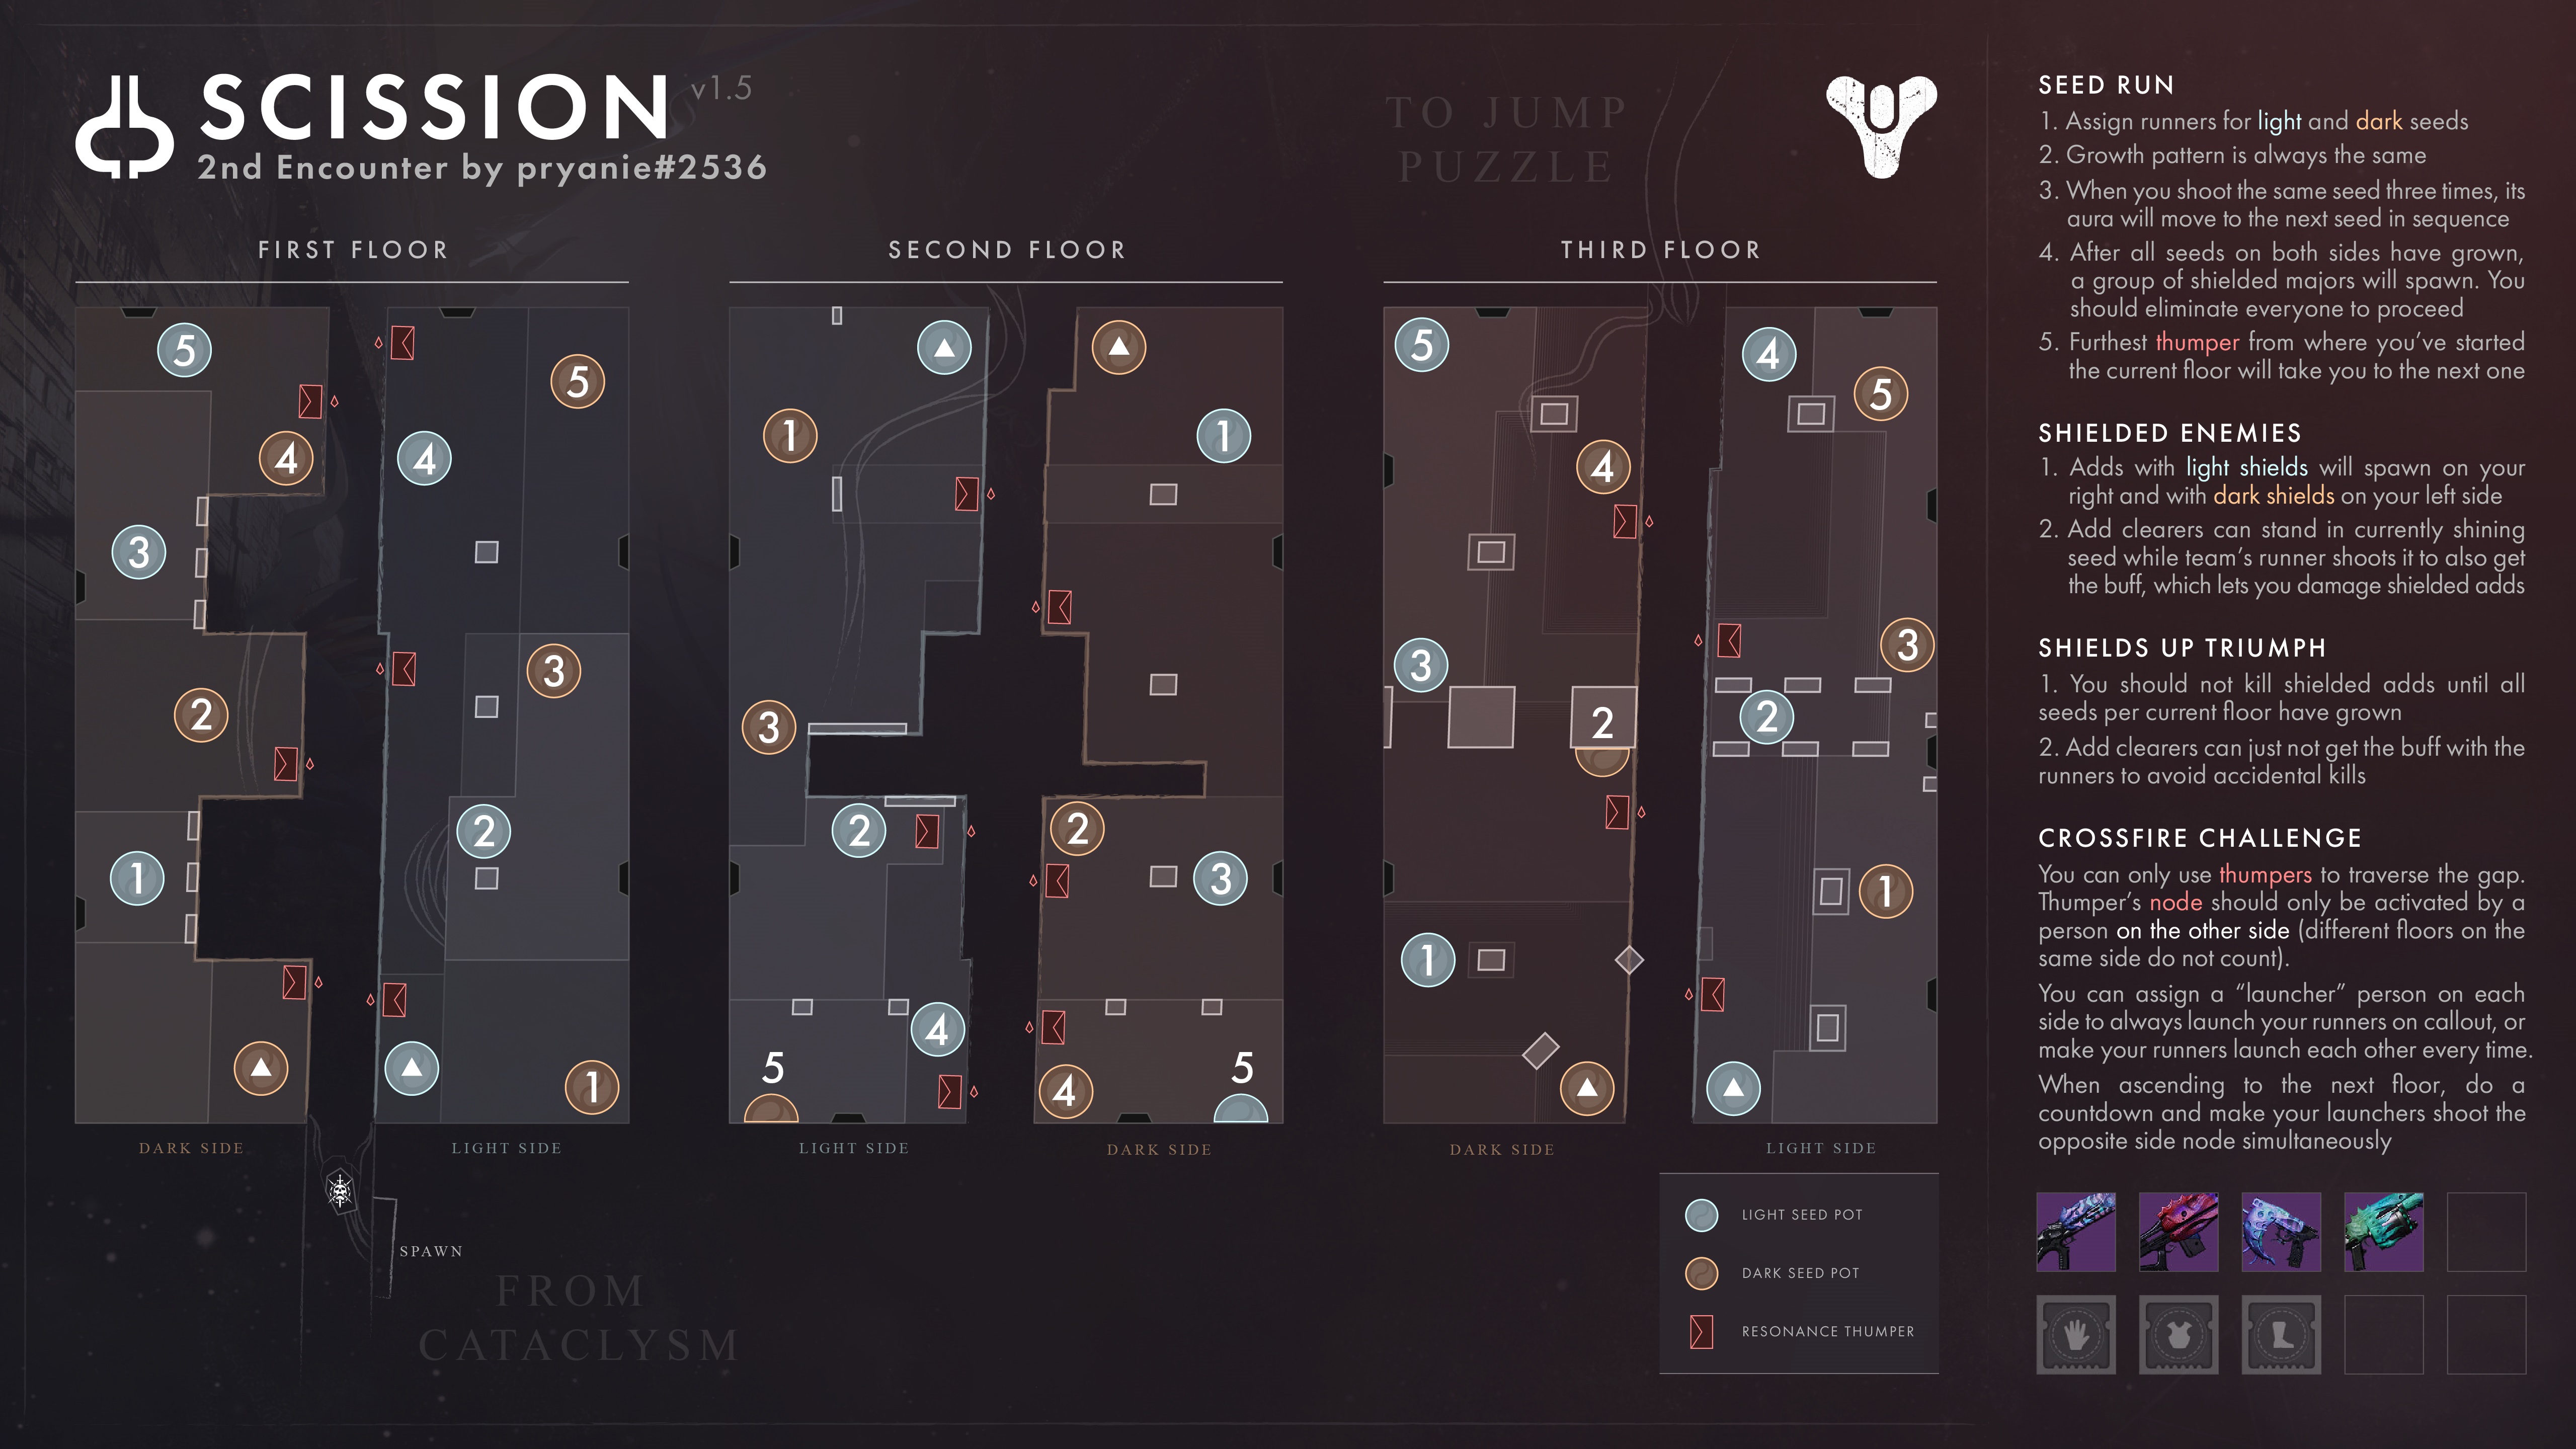 SCISSION v1.5
2nd Encounter by pryanie#2536
TO JUMP
PUZZLE
FIRST FLOOR
5
5
4
4
3
3
2
2
1
1
DARK SIDE
LIGHT SIDE
SPAWN
FROM
CATACLYSM
SECOND FLOOR
1
1
3
2
2
3
4
4
5
5
LIGHT SIDE
DARK SIDE
THIRD FLOOR
5
4
5
4
3
3
2
2
1
1
DARK SIDE
LIGHT SIDE
LIGHT SEED POT
DARK SEED POT
RESONANCE THUMPER
SEED RUN
1. Assign runners for light and dark seeds
2. Growth pattern is always the same
3. When you shoot the same seed three times, its
aura will move to the next seed in sequence
4. After all seeds on both sides have grown,
a group of shielded majors will spawn. You
should eliminate everyone to proceed
5. Furthest thumper from where you've started
the current floor will take you to the next one
SHIELDED ENEMIES
1. Adds with light shields will spawn on your
right and with dark shields on your left side
2. Add clearers can stand in currently shining
seed while team's runner shoots it to also get
the buff, which lets you damage shielded adds
SHIELDS UP TRIUMPH
1. You should not kill shielded adds until all
seeds per current floor have grown
2. Add clearers can just not get the buff with the
runners to avoid accidental kills
CROSSFIRE CHALLENGE
You can only use thumpers to traverse the gap.
Thumper's node should only be activated by a
person on the other side (different floors on the
same side do not count).
You can assign a “launcher” person on each
side to always launch your runners on callout, or
make your runners launch each other every time.
When ascending to the next floor, do a
countdown and make your launchers shoot the
opposite side node simultaneously